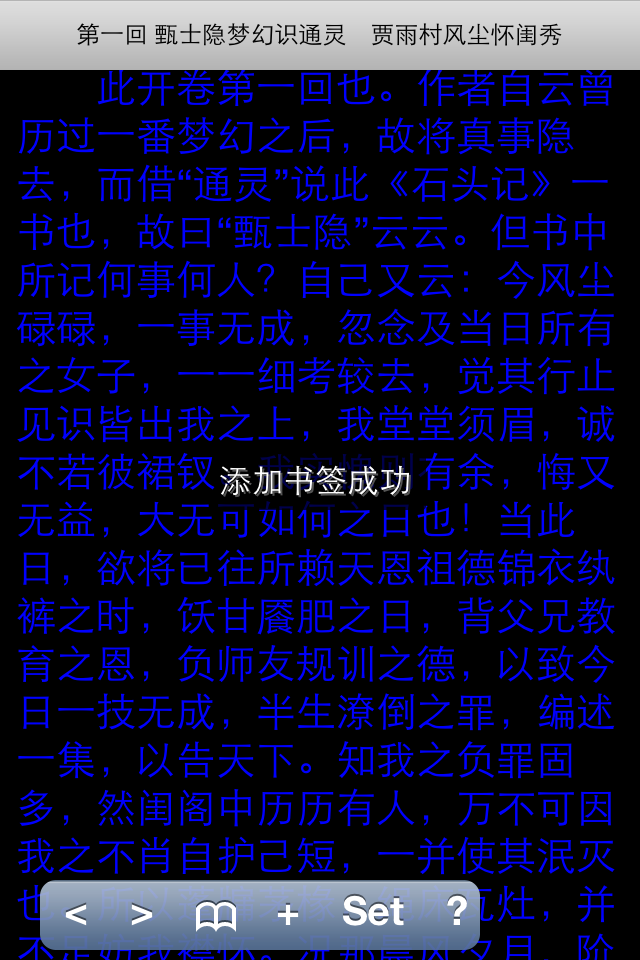 第一回 甄士隐梦幻识通灵　贾雨村风尘怀闺秀
此开卷第一回也。作者自云曾
历过一番梦幻之后，故将真事隐
去，而借“通灵”说此《石头记》一
书也，故曰“甄士隐”云云。但书中
所记何事何人？自己又云：今风尘
碌碌，一事无成，忽念及当日所有
之女子，一一细考较去，觉其行止
见识皆出我之上，我堂堂须眉，诚
不若彼裙钗，我实愧则有余，悔又
添加书签成功
无益，大无可如何之日也！当此
日，欲将已往所赖天恩祖德锦衣纨
裤之时，饫甘餍肥之日，背父兄教
育之恩，负师友规训之德，以致今
日一技无成，半生潦倒之罪，编述
一集，以告天下。知我之负罪固
多，然闺阁中历历有人，万不可因
我之不肖自护己短，一并使其泯灭
也 瓦灶，并
< > + Set ?